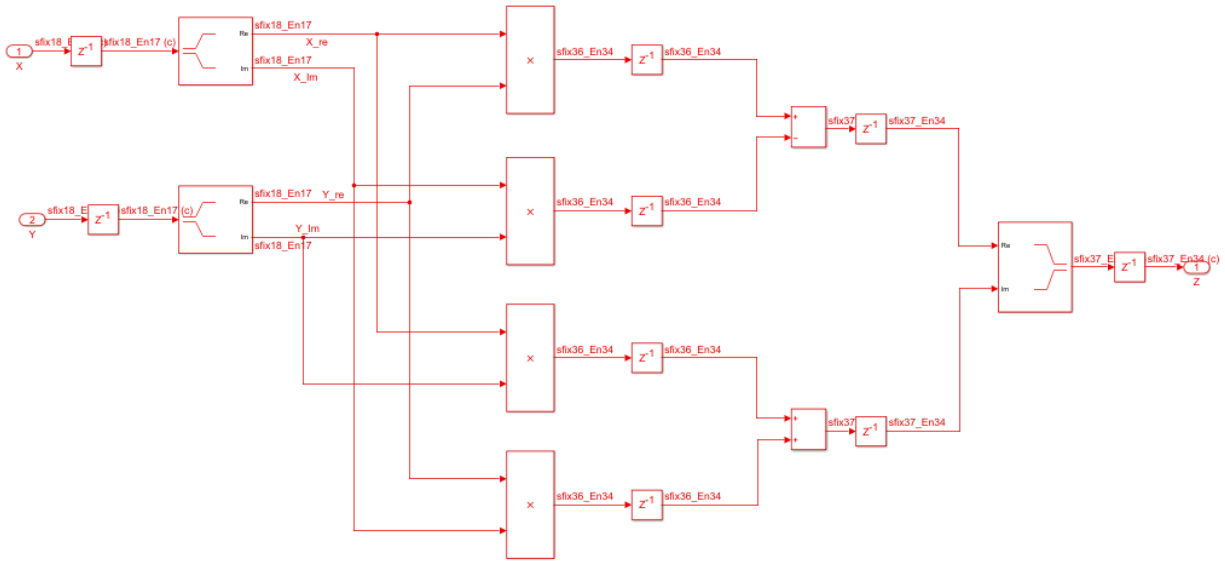 sfix18_En17
Re
X_re
sfix18_E
z-1
sfix18_En17 (c)
1
X
sfix18_En17
Im
X_Im
×
sfix36_En34
z-1
sfix36_En34
+
−
sfix37
z-1
sfix37_En34
sfix18_E
z-1
sfix18_En17 (c)
2
Y
sfix18_En17
Re
Y_re
Im
Y_Im
sfix18_En17
×
sfix36_En34
z-1
sfix36_En34
Re
Im
sfix37_E
z-1
sfix37_En34 (c)
1
Z
×
sfix36_En34
z-1
sfix36_En34
+
+
sfix37
z-1
sfix37_En34
×
sfix36_En34
z-1
sfix36_En34